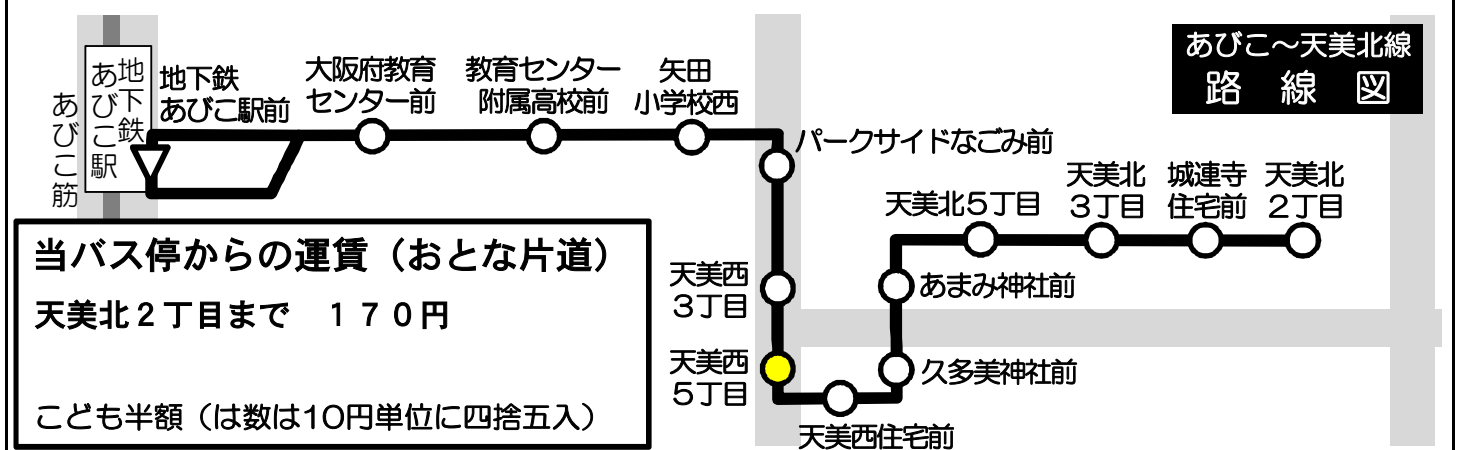 あびこ～天美北線
路線図
あびこ筋
地下鉄
あびこ駅
地下鉄
あびこ駅前
大阪府教育
センター前
教育センター
附属高校前
矢田
小学校西
パークサイドなごみ前
天美西
3丁目
天美西
5丁目
天美西住宅前
久多美神社前
あまみ神社前
天美北5丁目
天美北
3丁目
城連寺
住宅前
天美北
2丁目
当バス停からの運賃（おとな片道）
天美北２丁目まで　１７０円
こども半額（は数は10円単位に四捨五入）